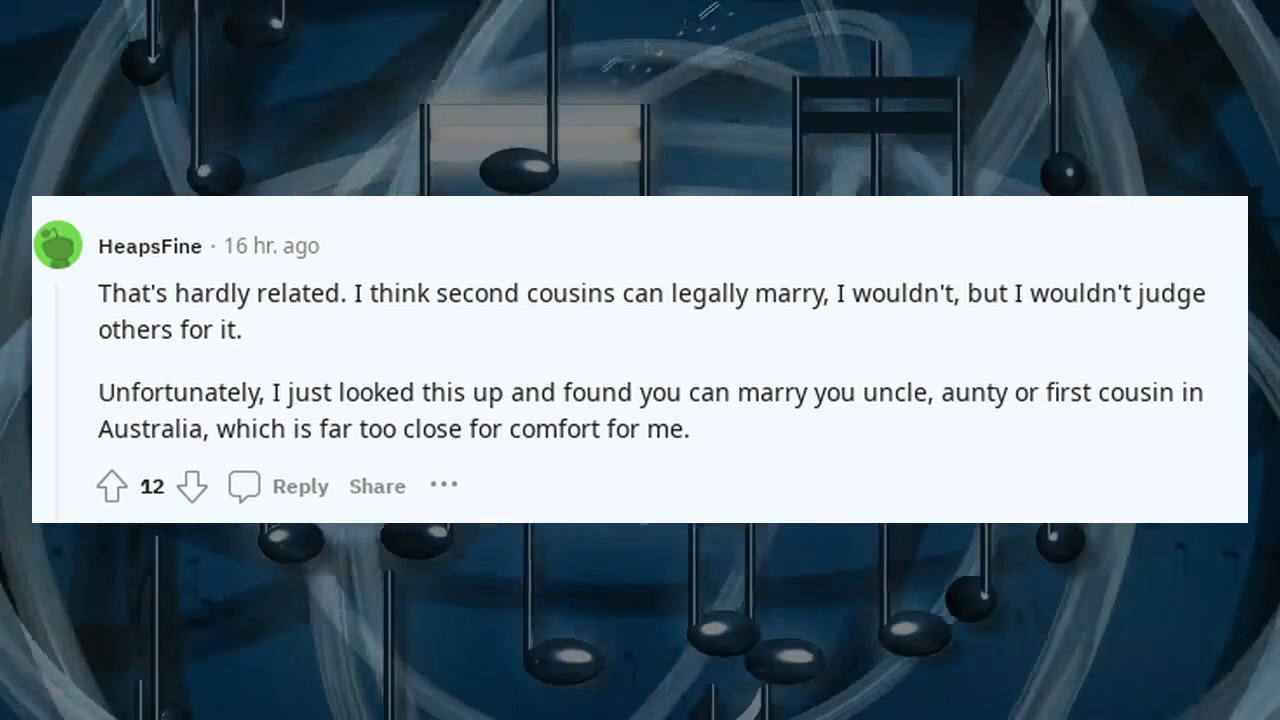 HeapsFine · 16 hr. ago
That's hardly related. I think second cousins can legally marry, I wouldn't, but I wouldn't judge
others for it.
Unfortunately, I just looked this up and found you can marry you uncle, aunty or first cousin in
Australia, which is far too close for comfort for me.
12 Reply Share ···